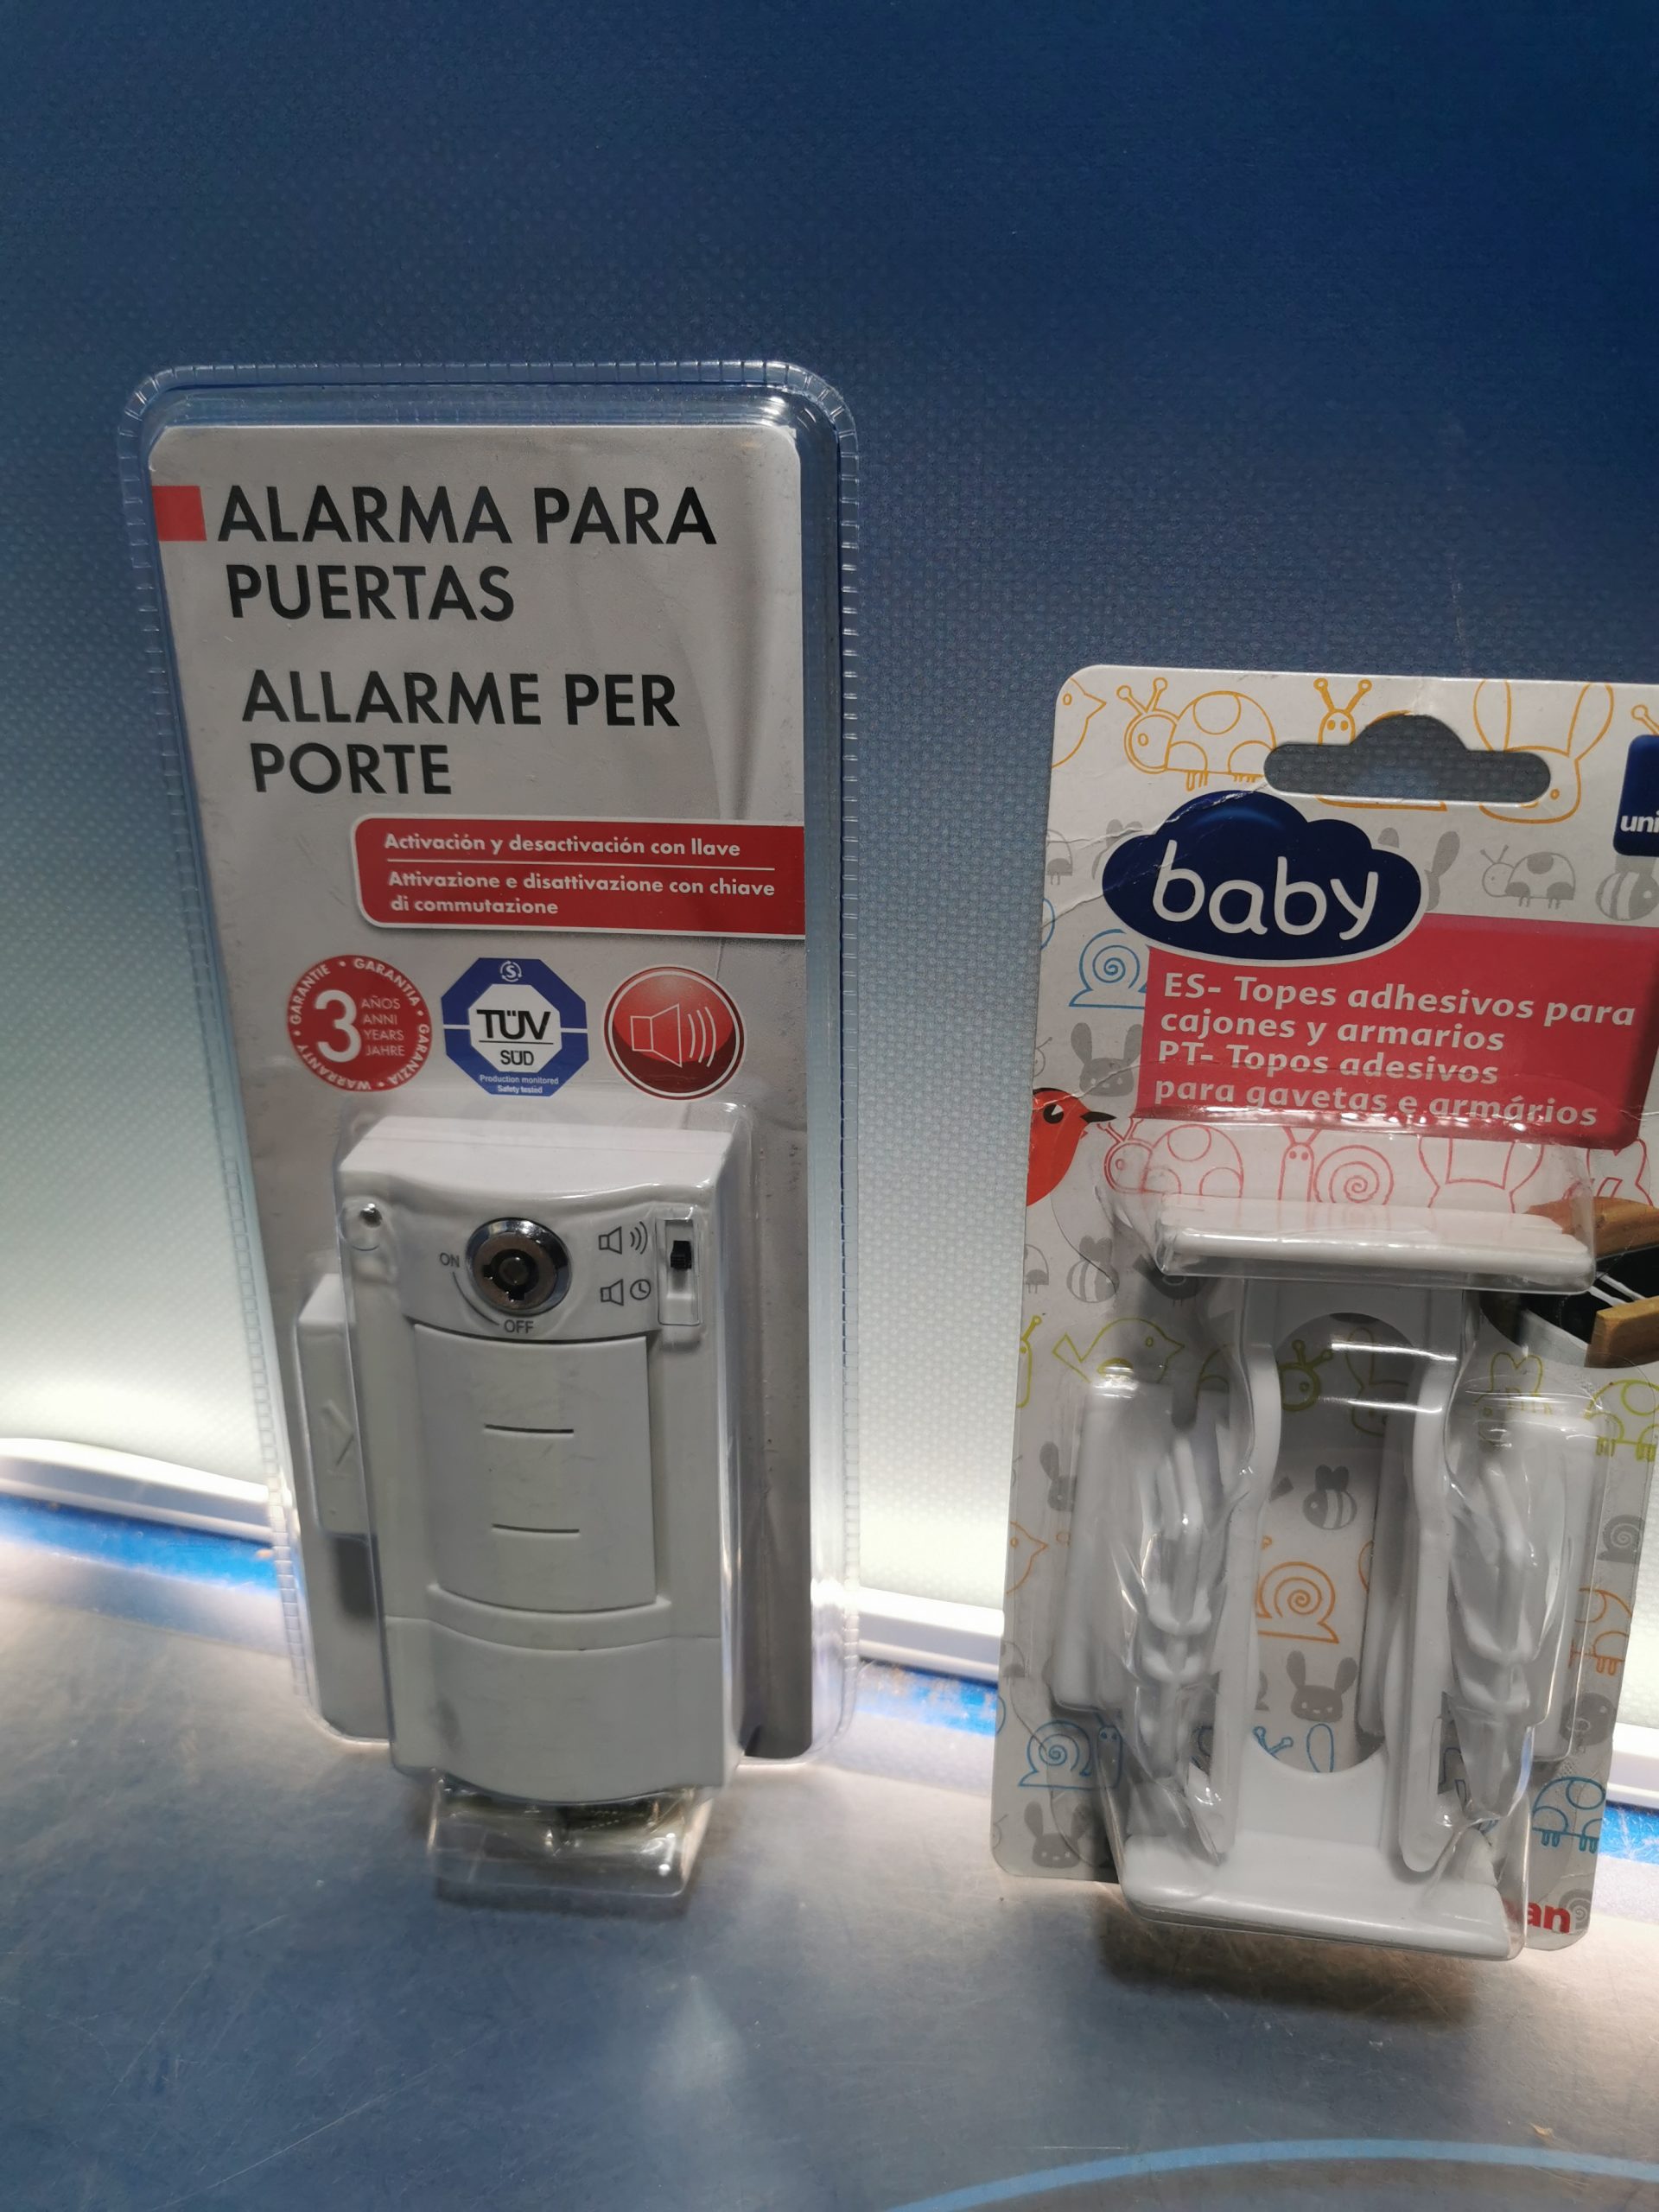 ALARMA PARA
PUERTAS
ALLARME PER
PORTE
Activación y desactivación con llave
Attivazione e disattivazione con chiave
di commutazione
GARANTIE • GARANTIA • GARANZIA • WARRANTY •
3
AÑOS
ANNI
YEARS
JAHRE
S
TÜV
SÜD
Production monitored
Safety tested
ON
OFF
uni
baby
ES- Topes adhesivos para
cajones y armarios
PT- Topos adesivos
para gavetas e armários
an